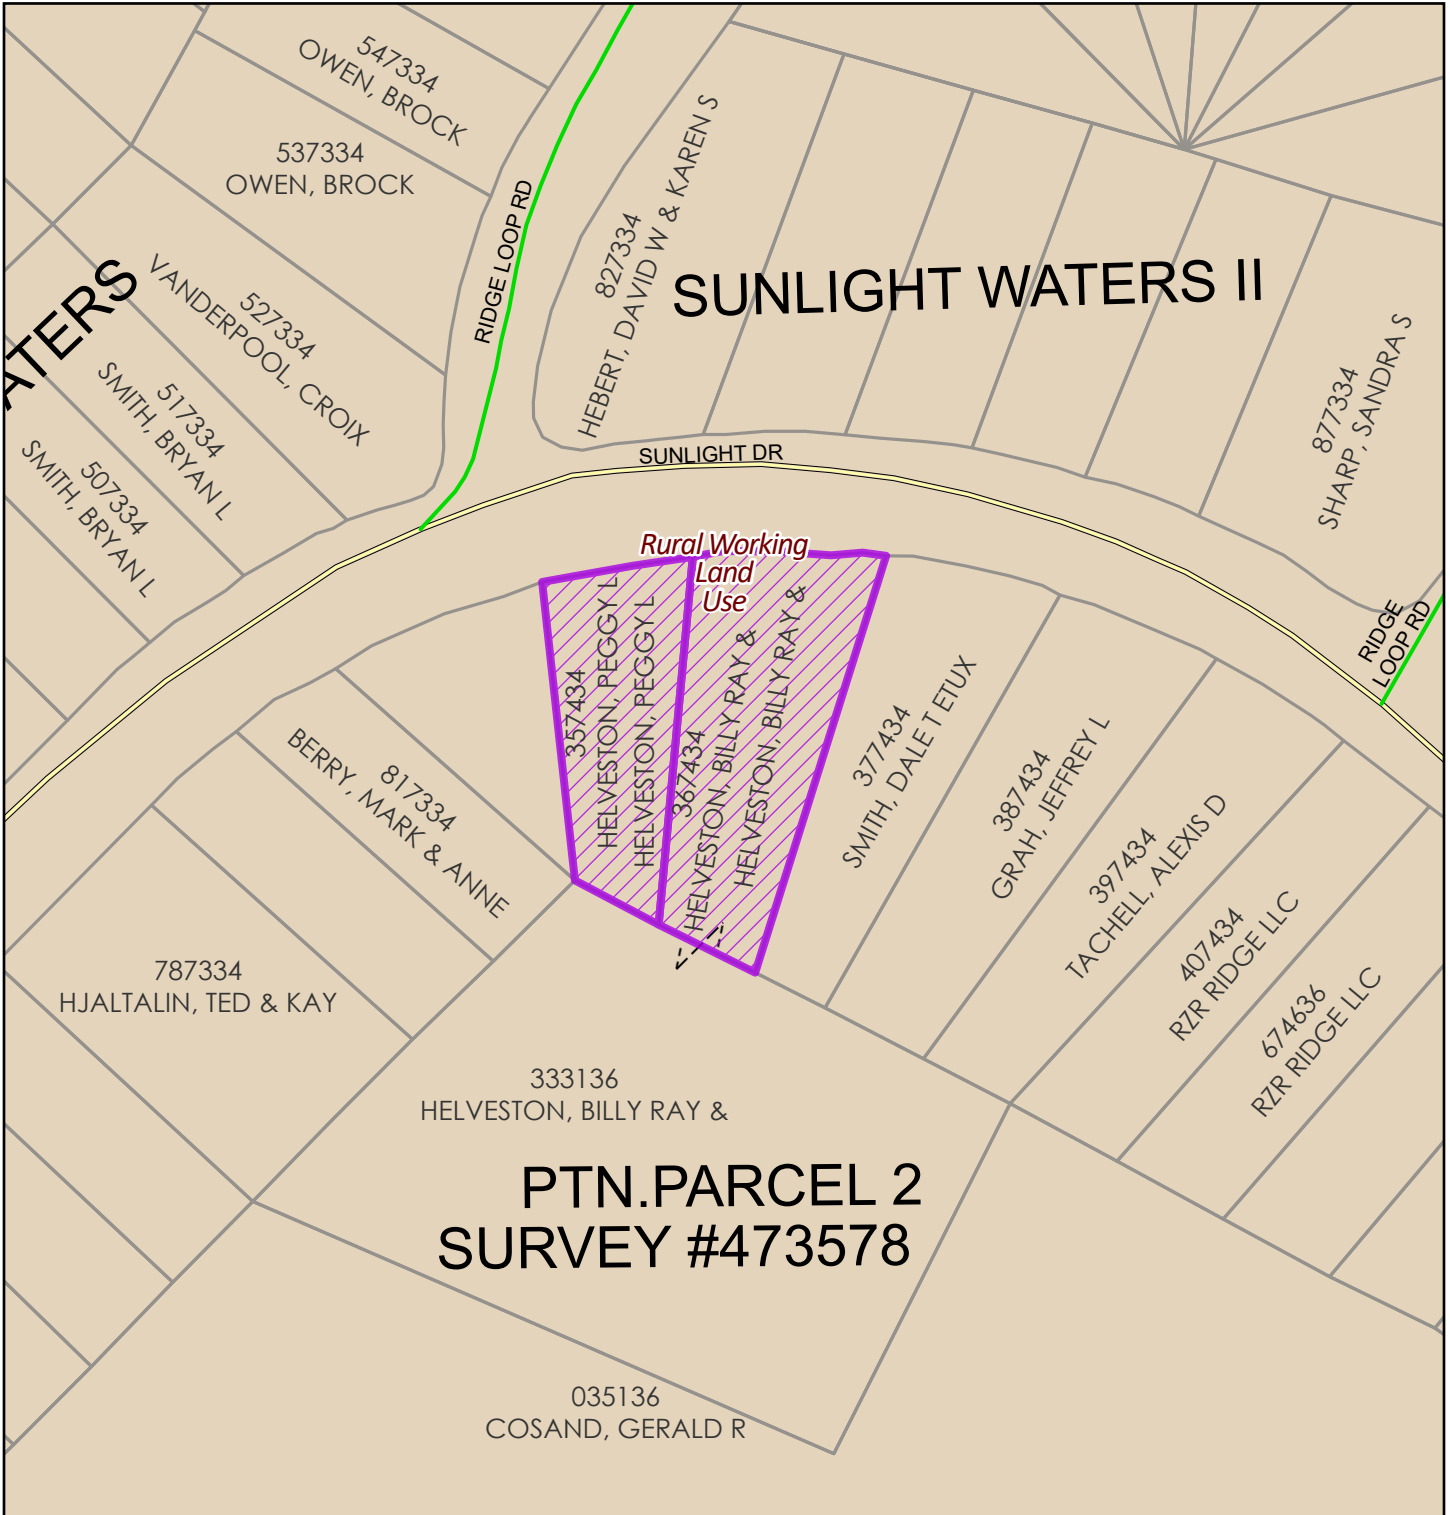 547334
OWEN, BROCK
537334
OWEN, BROCK
RIDGE LOOP RD
827334
HEBERT, DAVID W & KAREN S
SUNLIGHT WATERS II
ATERS
527334
VANDERPOOL, CROIX
517334
SMITH, BRYAN L
507334
SMITH, BRYAN L
877334
SHARP, SANDRA S
SUNLIGHT DR
Rural Working
Land
Use
RIDGE
LOOP RD
357434
HELVESTON, PEGGY L
HELVESTON, PEGGY L
367434
HELVESTON, BILLY RAY &
HELVESTON, BILLY RAY &
377434
SMITH, DALE T ETUX
387434
GRAH, JEFFREY L
397434
TACHELL, ALEXIS D
407434
RZR RIDGE LLC
674636
RZR RIDGE LLC
817334
BERRY, MARK & ANNE
787334
HJALTALIN, TED & KAY
333136
HELVESTON, BILLY RAY &
PTN.PARCEL 2
SURVEY #473578
035136
COSAND, GERALD R